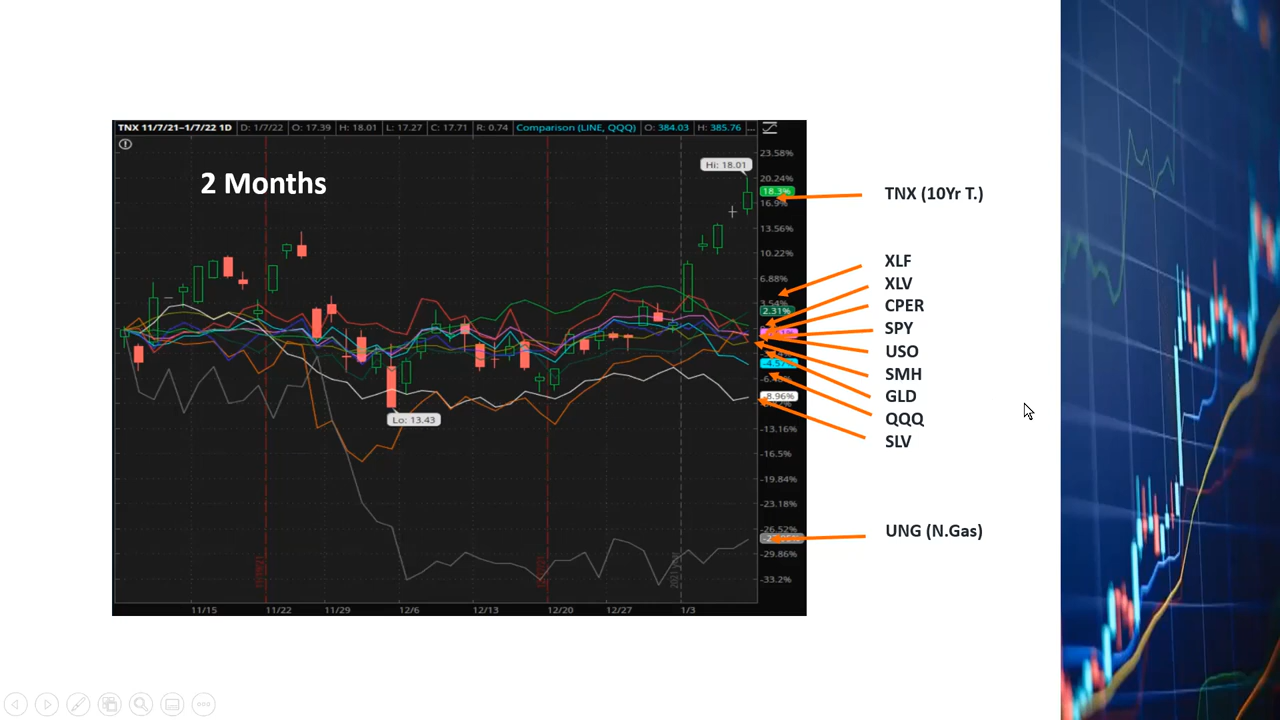 TNX 11/7/21-1/7/22 1D D: 1/7/22 O: 17.39 H: 18.01 L: 17.27 C: 17.71 R: 0.74 Comparison (LINE, QQQ) O: 384.03 H: 385.76 ...
2 Months
Hi: 18.01
Lo: 13.43
23.58%
20.24%
18.3%
16.9%
13.56%
10.22%
6.88%
3.54%
2.31%
-8.96%
-13.16%
-16.5%
-19.84%
-23.18%
-26.52%
-29.86%
-33.2%
11/15 11/22 11/29 12/6 12/13 12/20 12/27 1/3
TNX (10Yr T.)
XLF
XLV
CPER
SPY
USO
SMH
GLD
QQQ
SLV
UNG (N.Gas)